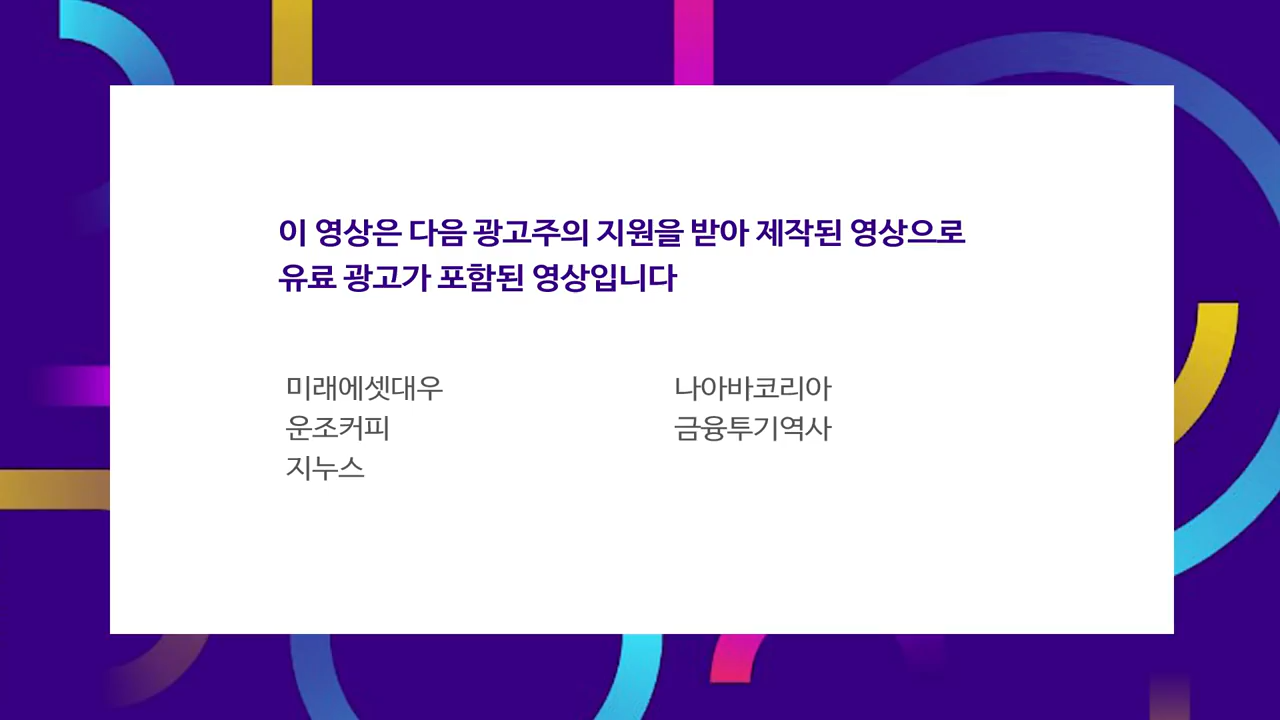 이 영상은 다음 광고주의 지원을 받아 제작된 영상으로
유료 광고가 포함된 영상입니다
미래에셋대우
운조커피
지누스
나아바코리아
금융투기역사